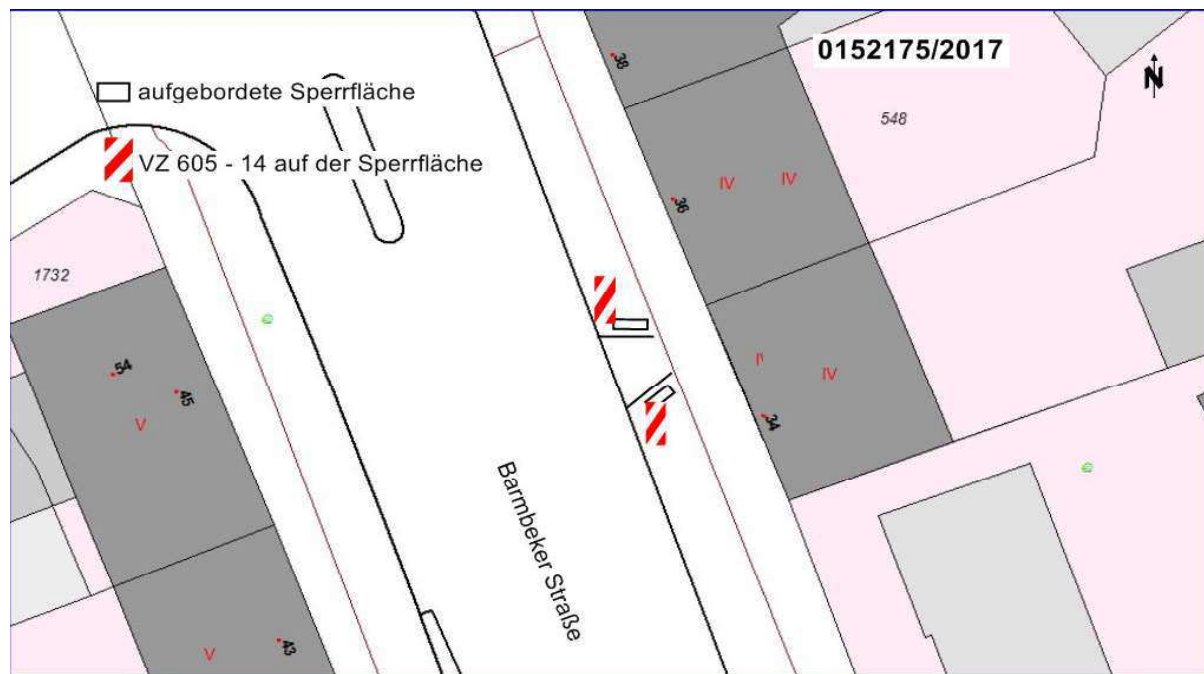 0152175/2017
N
aufgebordete Sperrfläche
VZ 605 - 14 auf der Sperrfläche
38
548
IV IV
36
1732
54
45
V
IV
34
Barmbeker Straße
43
V